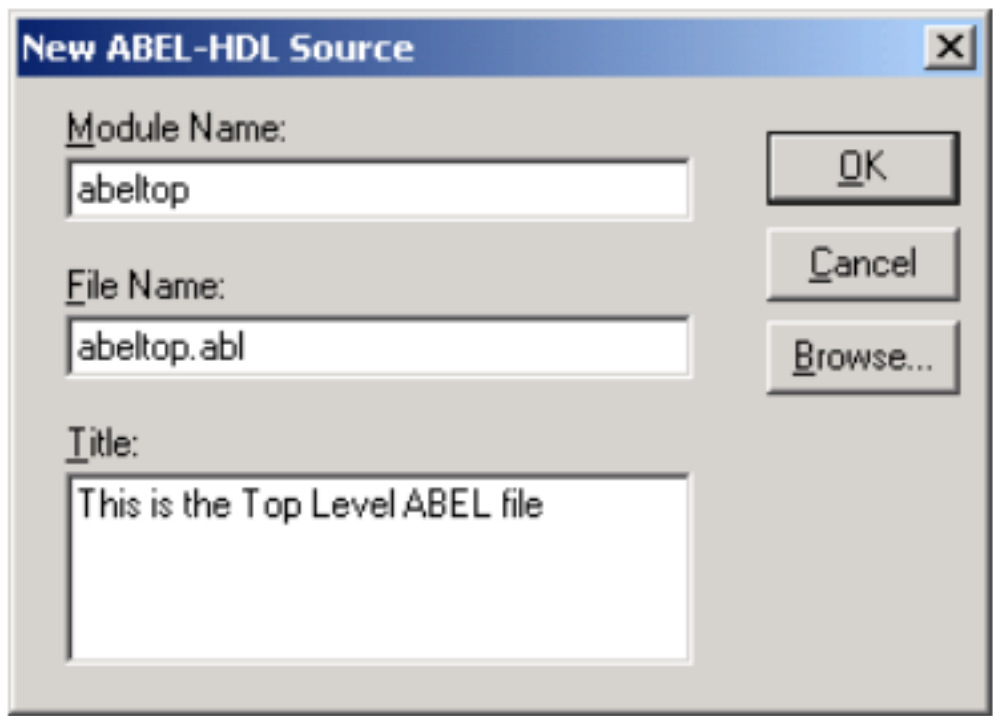 New ABEL-HDL Source
Module Name:
abeltop
OK
File Name:
abeltop.abl
Cancel
Browse...
Title:
This is the Top Level ABEL file